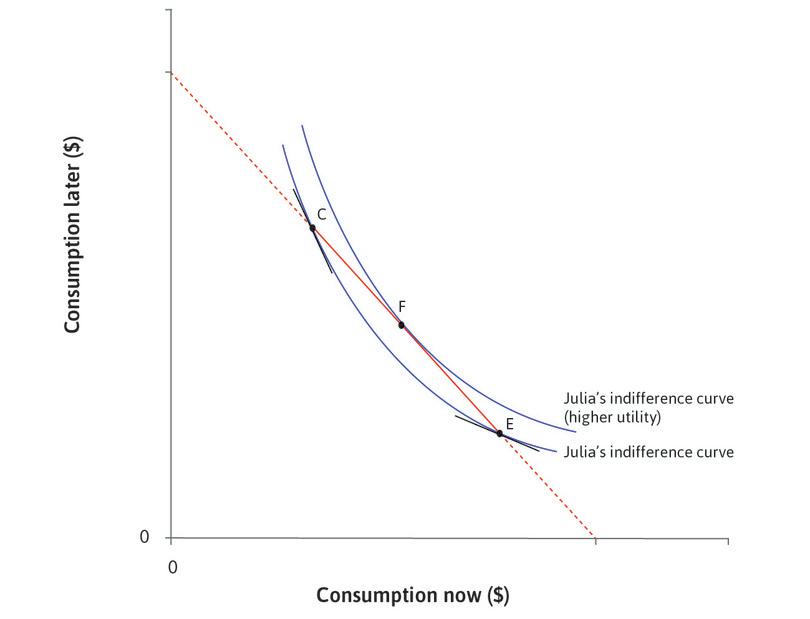 Consumption later ($)
C
F
E
Julia’s indifference curve
(higher utility)
Julia’s indifference curve
0
0
Consumption now ($)